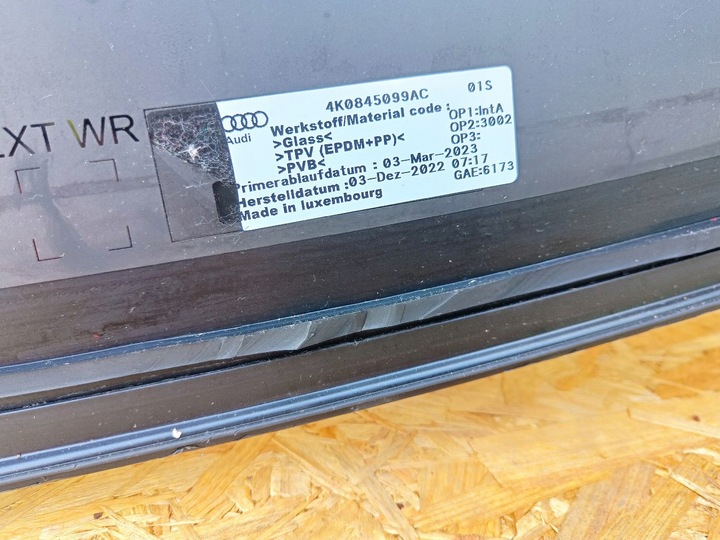 EXT WR
Audi
4K0845099AC 01S
Werkstoff/Material code :
>Glass<
>TPV (EPDM+PP)<
>PVB<
OP1:IntA
OP2:3002
OP3:
Primerablaufdatum : 03-Mar-2023
Herstelldatum :03-Dez-2022 07:17
GAE:6173
Made in luxembourg